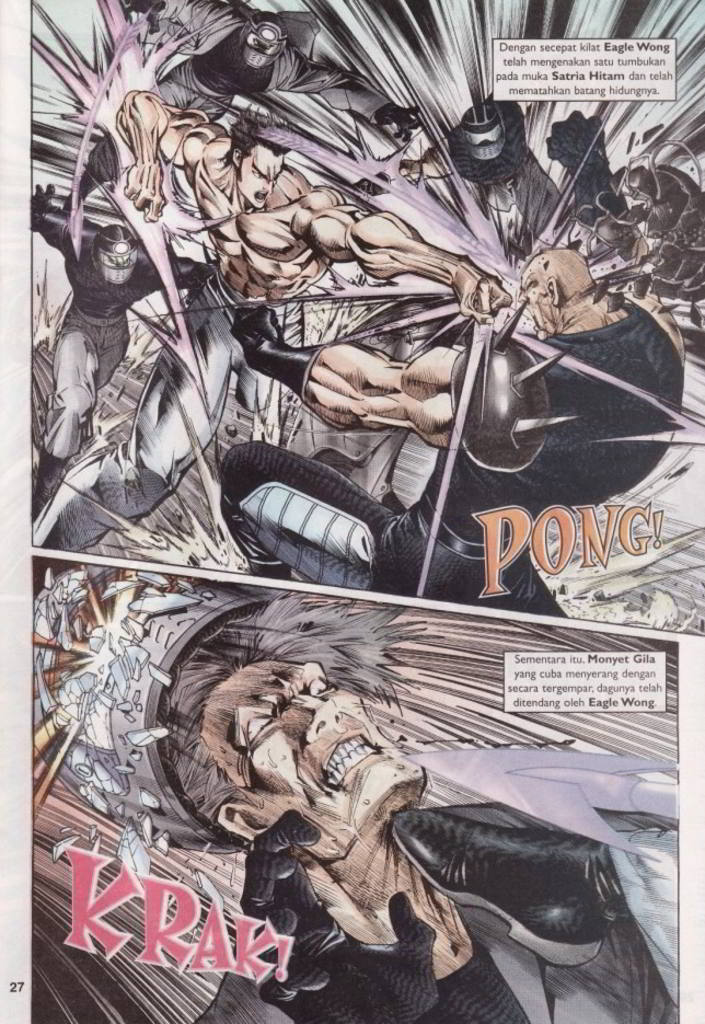 Dengan secepat kilat Eagle Wong
telah mengenakan satu tumbukan
pada muka Satria Hitam dan telah
mematahkan batang hidungnya.
PONG!
Sementara itu, Monyet Gila
yang cuba menyerang dengan
secara tergempar, dagunya telah
ditendang oleh Eagle Wong.
KRAK!
27